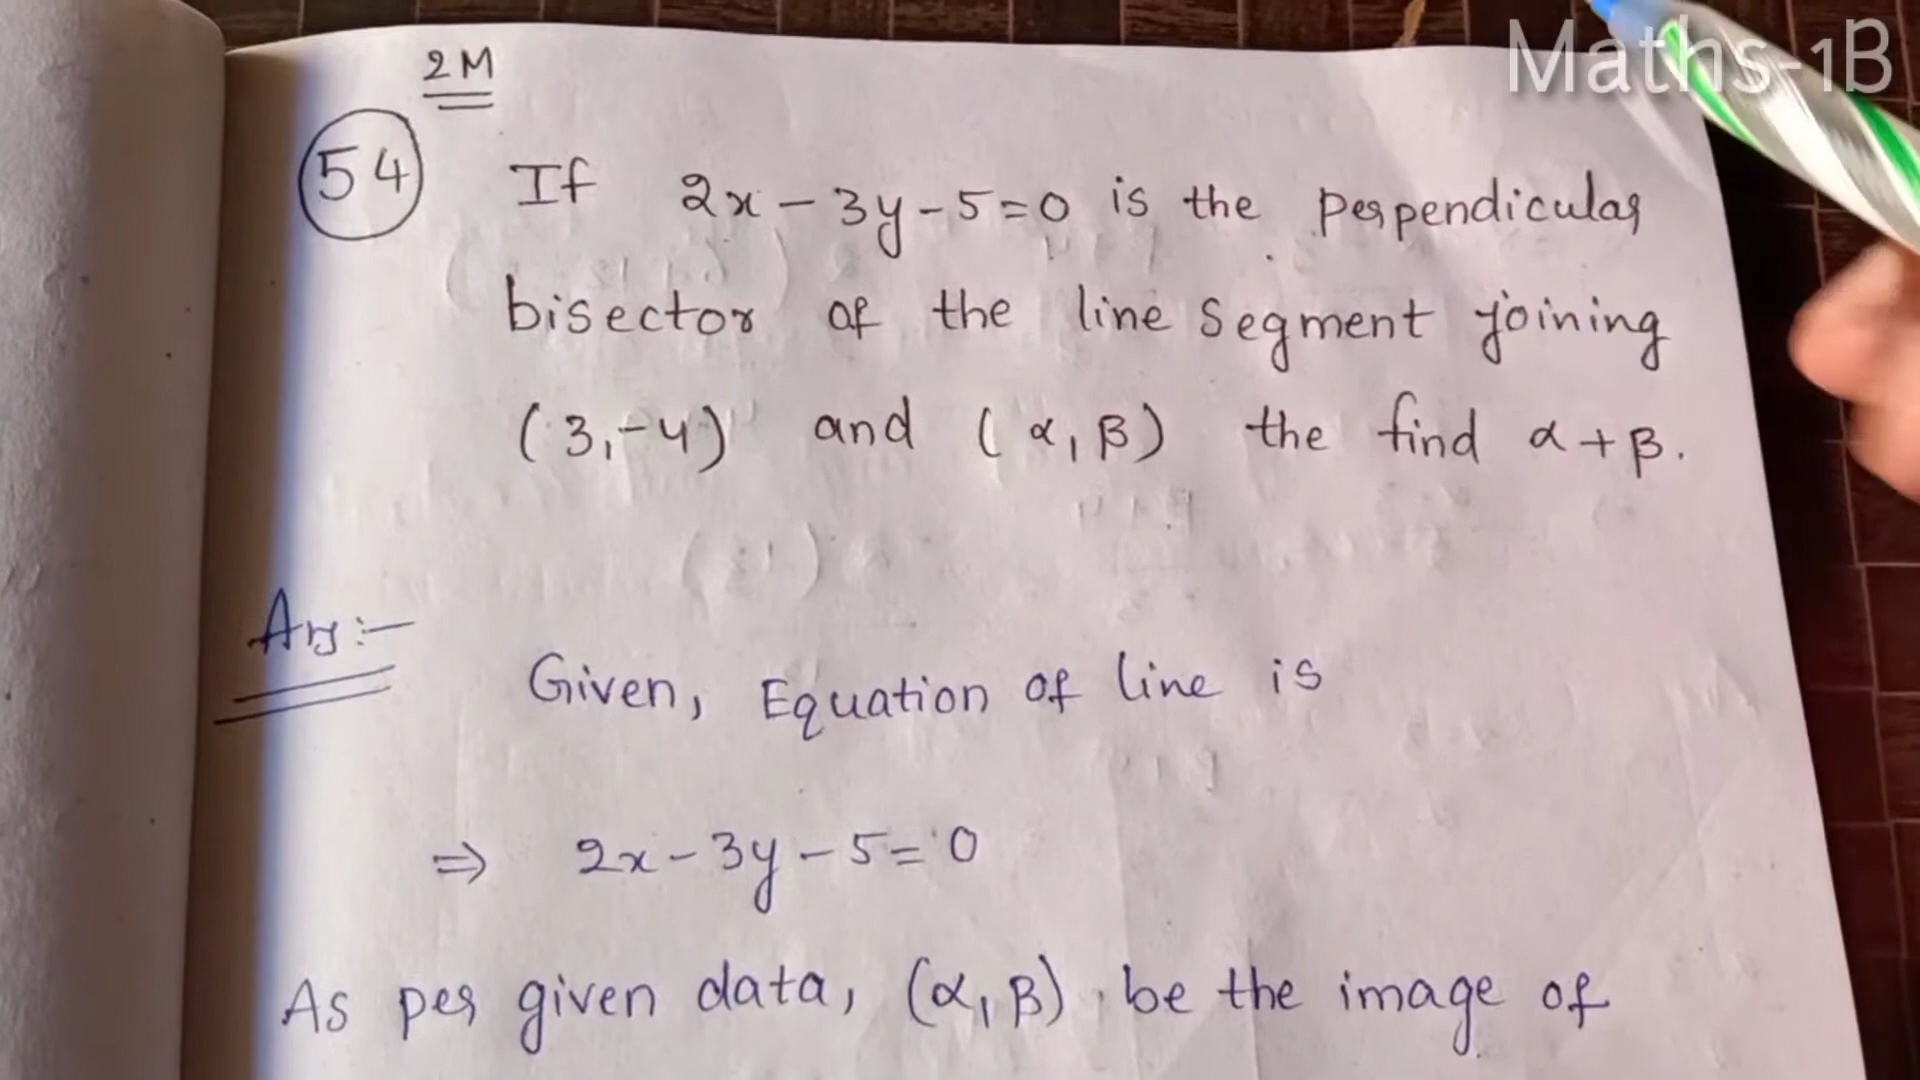 Maths-1B
2M
54 If 2x-3y-5=0 is the perpendicular
bisector of the line segment joining
(3,-4) and (α,β) the find α+β.
Ans:-
Given, Equation of line is
⇒ 2x-3y-5=0
As per given data, (α,β) be the image of